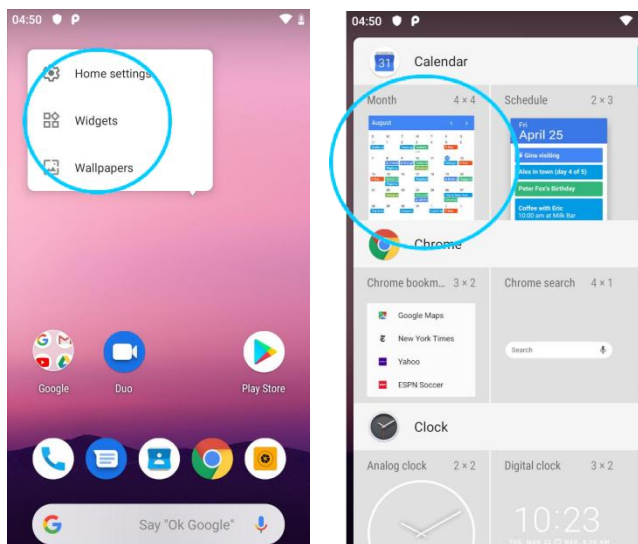 04:50
Home settings
Widgets
Wallpapers
Google
Duo
Play Store
Say "Ok Google"
04:50
31
Calendar
Month 4 × 4
Schedule 2 × 3
August
Fri
April 25
Gina visiting
Alex in town (day 4 of 5)
Peter Fox's Birthday
Coffee with Eric
10:00 am at Milk Bar
Chrome
Chrome bookm... 3 × 2
Chrome search 4 × 1
Google Maps
New York Times
Yahoo
ESPN Soccer
Search
Clock
Analog clock 2 × 2
Digital clock 3 × 2
10:23